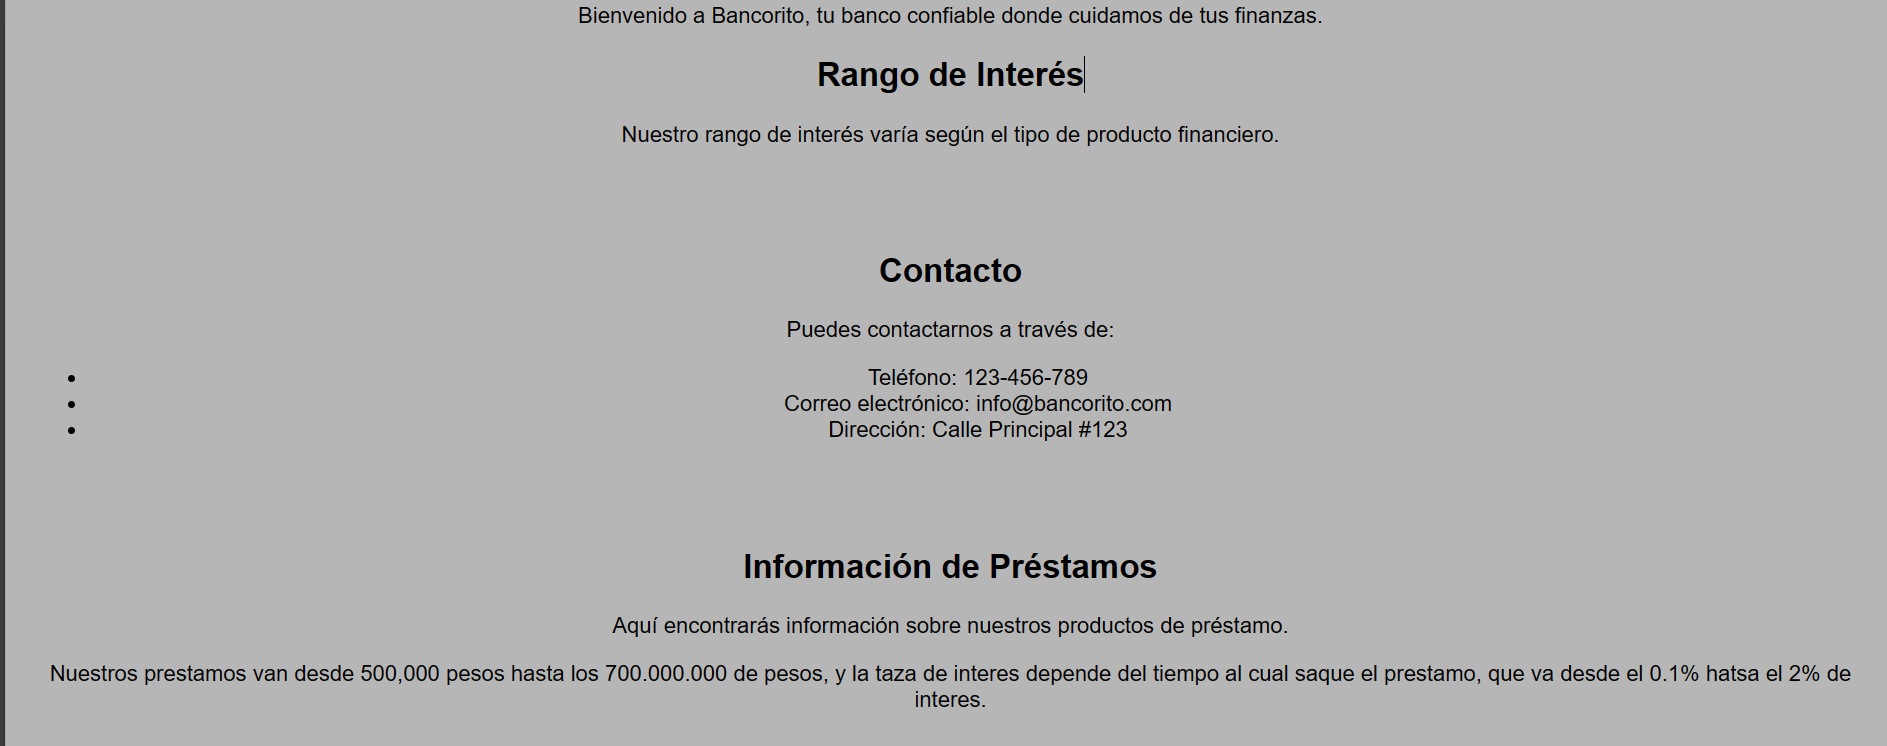 Bienvenido a Bancorito, tu banco confiable donde cuidamos de tus finanzas.
Rango de Interés
Nuestro rango de interés varía según el tipo de producto financiero.
Contacto
Puedes contactarnos a través de:
• Teléfono: 123-456-789
• Correo electrónico: info@bancorito.com
• Dirección: Calle Principal #123
Información de Préstamos
Aquí encontrarás información sobre nuestros productos de préstamo.
Nuestros prestamos van desde 500,000 pesos hasta los 700.000.000 de pesos, y la taza de interes depende del tiempo al cual saque el prestamo, que va desde el 0.1% hatsa el 2% de
interes.